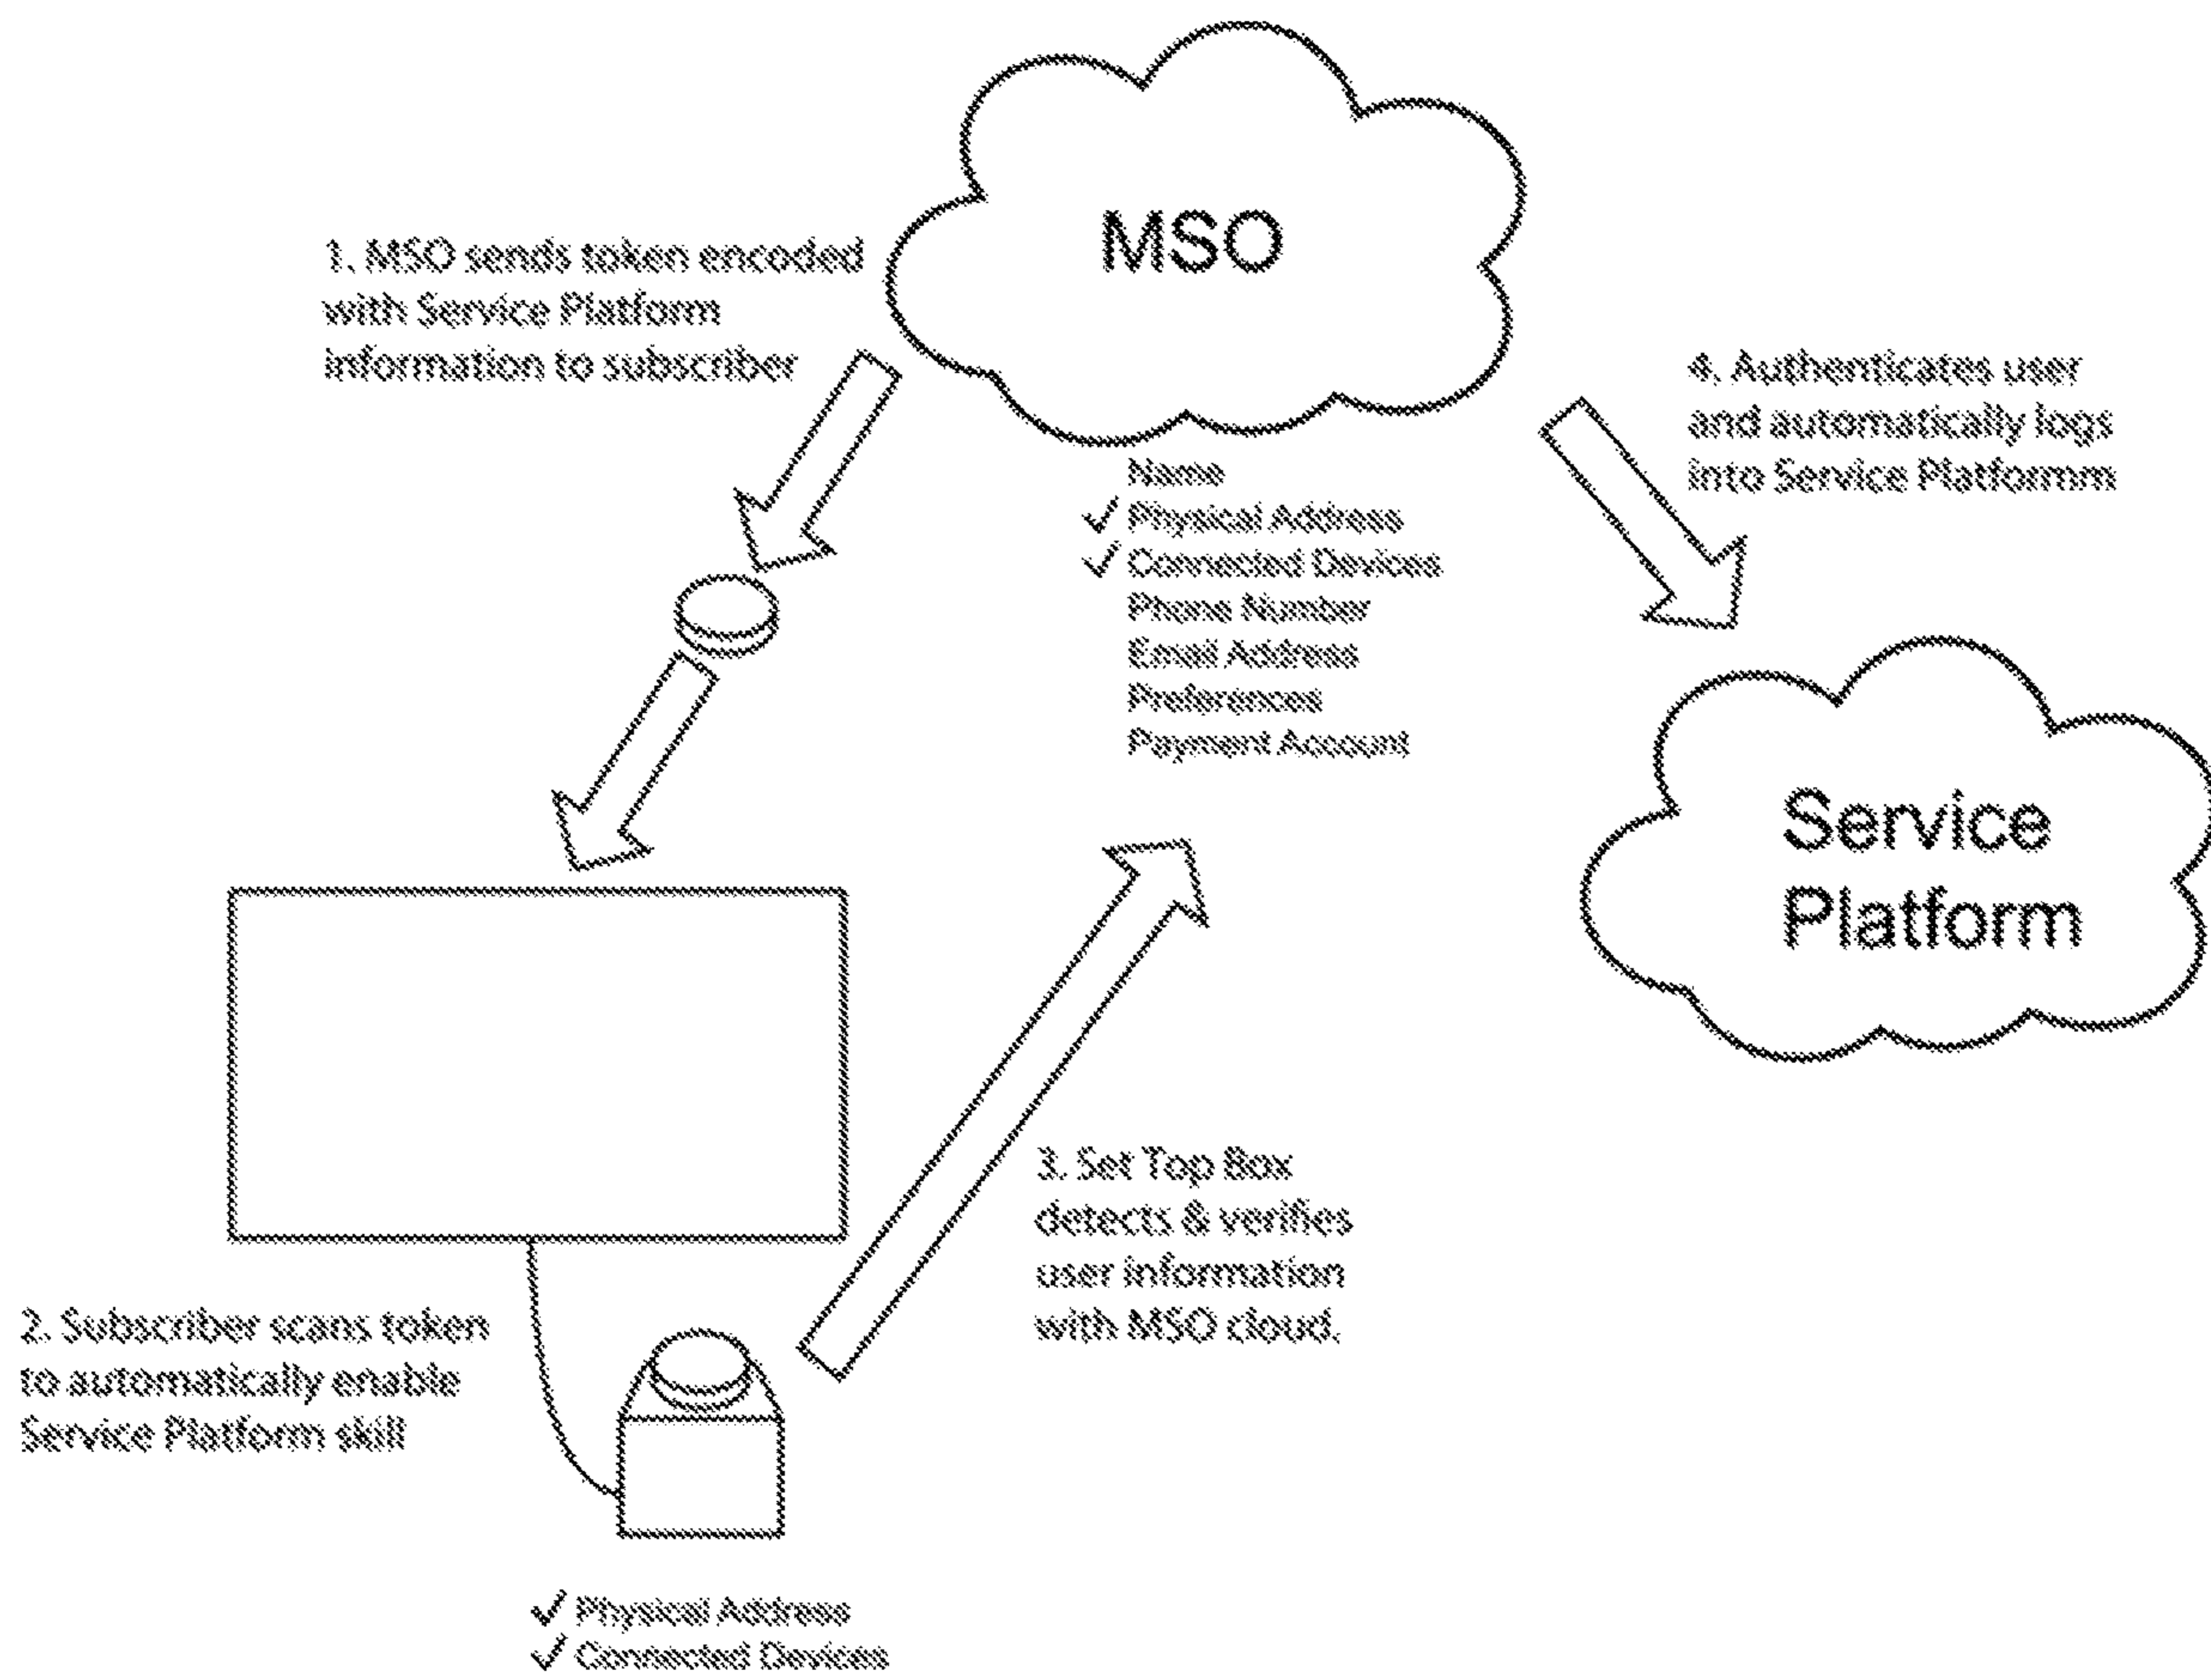 MSO
1. MSO sends token encoded
with Service Platform
information to subscriber
4. Authenticates user
and automatically logs
into Service Platformm
Name
✓ Physical Address
✓ Connected Devices
Phone Number
Email Address
Preferences
Payment Account
Service
Platform
3. Set Top Box
detects & verifies
user information
with MSO cloud.
2. Subscriber scans token
to automatically enable
Service Platform skill
✓ Physical Address
✓ Connected Devices